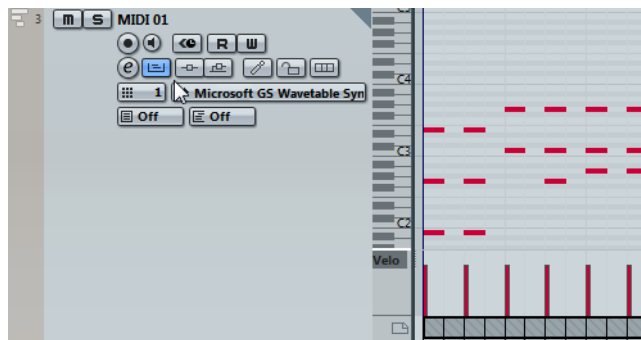 3 M S MIDI 01
R W
e
1 Microsoft GS Wavetable Syn
Off Off
C4
C3
C2
Velo